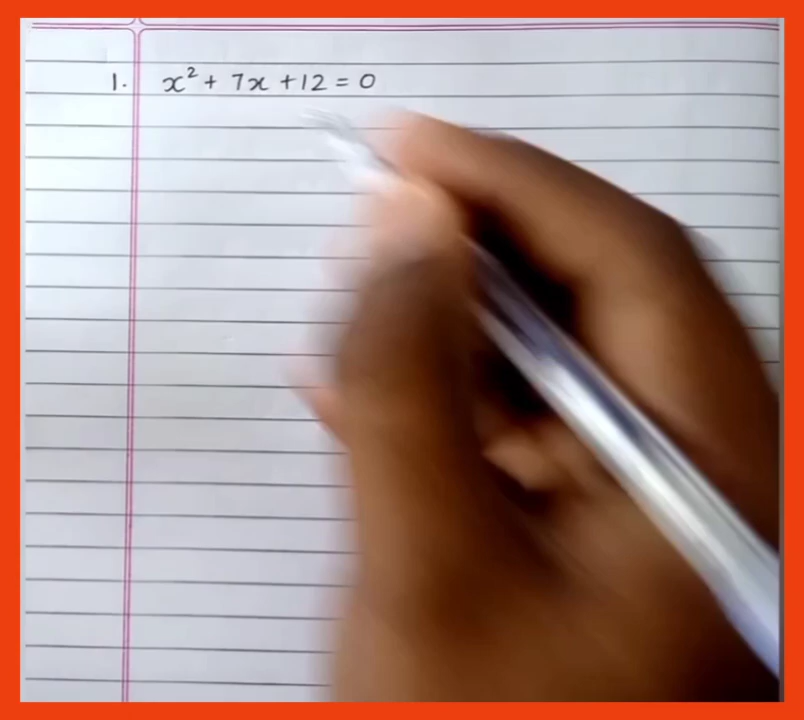 1. x² + 7x + 12 = 0